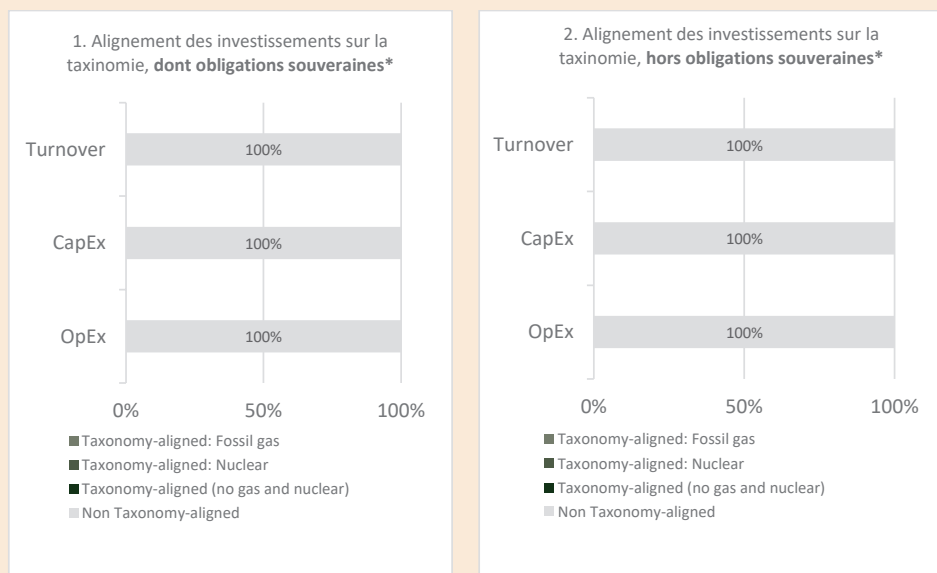 1. Alignement des investissements sur la
taxinomie, dont obligations souveraines*
Turnover
100%
CapEx
100%
OpEx
100%
0%
50%
100%
Taxonomy-aligned: Fossil gas
Taxonomy-aligned: Nuclear
Taxonomy-aligned (no gas and nuclear)
Non Taxonomy-aligned
2. Alignement des investissements sur la
taxinomie, hors obligations souveraines*
Turnover
100%
CapEx
100%
OpEx
100%
0%
50%
100%
Taxonomy-aligned: Fossil gas
Taxonomy-aligned: Nuclear
Taxonomy-aligned (no gas and nuclear)
Non Taxonomy-aligned